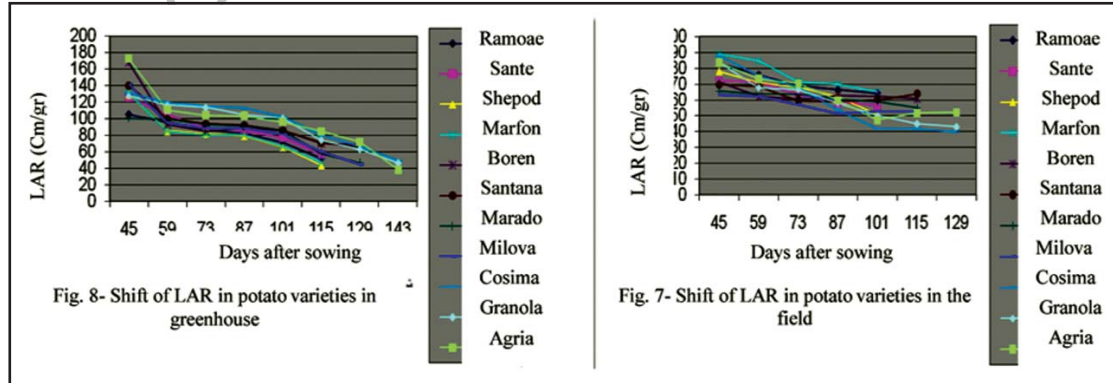 200
180
160
140
120
100
80
60
40
20
0
LAR (Cm/gr)
45 59 73 87 101 115 129 143
Days after sowing
Ramoae
Sante
Shepod
Marfon
Boren
Santana
Marado
Milova
Cosima
Granola
Agria
Fig. 8- Shift of LAR in potato varieties in
greenhouse
LAR (Cm/gr)
0
45 59 73 87 101 115 129
Days after sowing
Ramoae
Sante
Shepod
Marfon
Boren
Santana
Marado
Milova
Cosima
Granola
Agria
Fig. 7- Shift of LAR in potato varieties in the
field